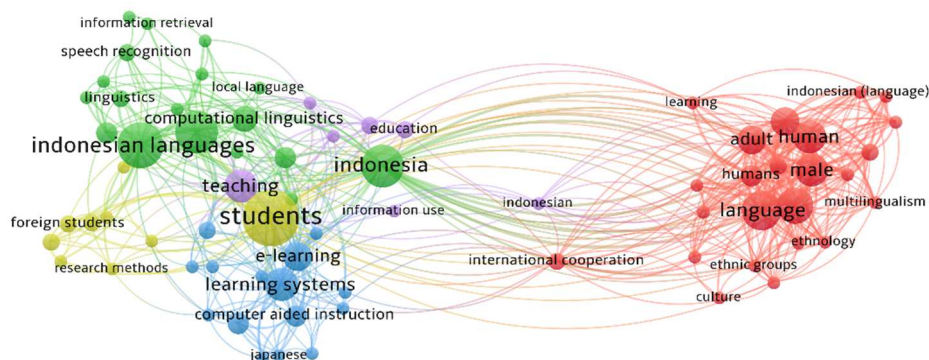 information retrieval
speech recognition
linguistics
local language
computational linguistics
indonesian languages
education
indonesia
teaching
students
information use
foreign students
research methods
e-learning
learning systems
computer aided instruction
japanese
indonesian
international cooperation
learning
indonesian (language)
adult
human
humans
male
language
multilingualism
ethnology
ethnic groups
culture